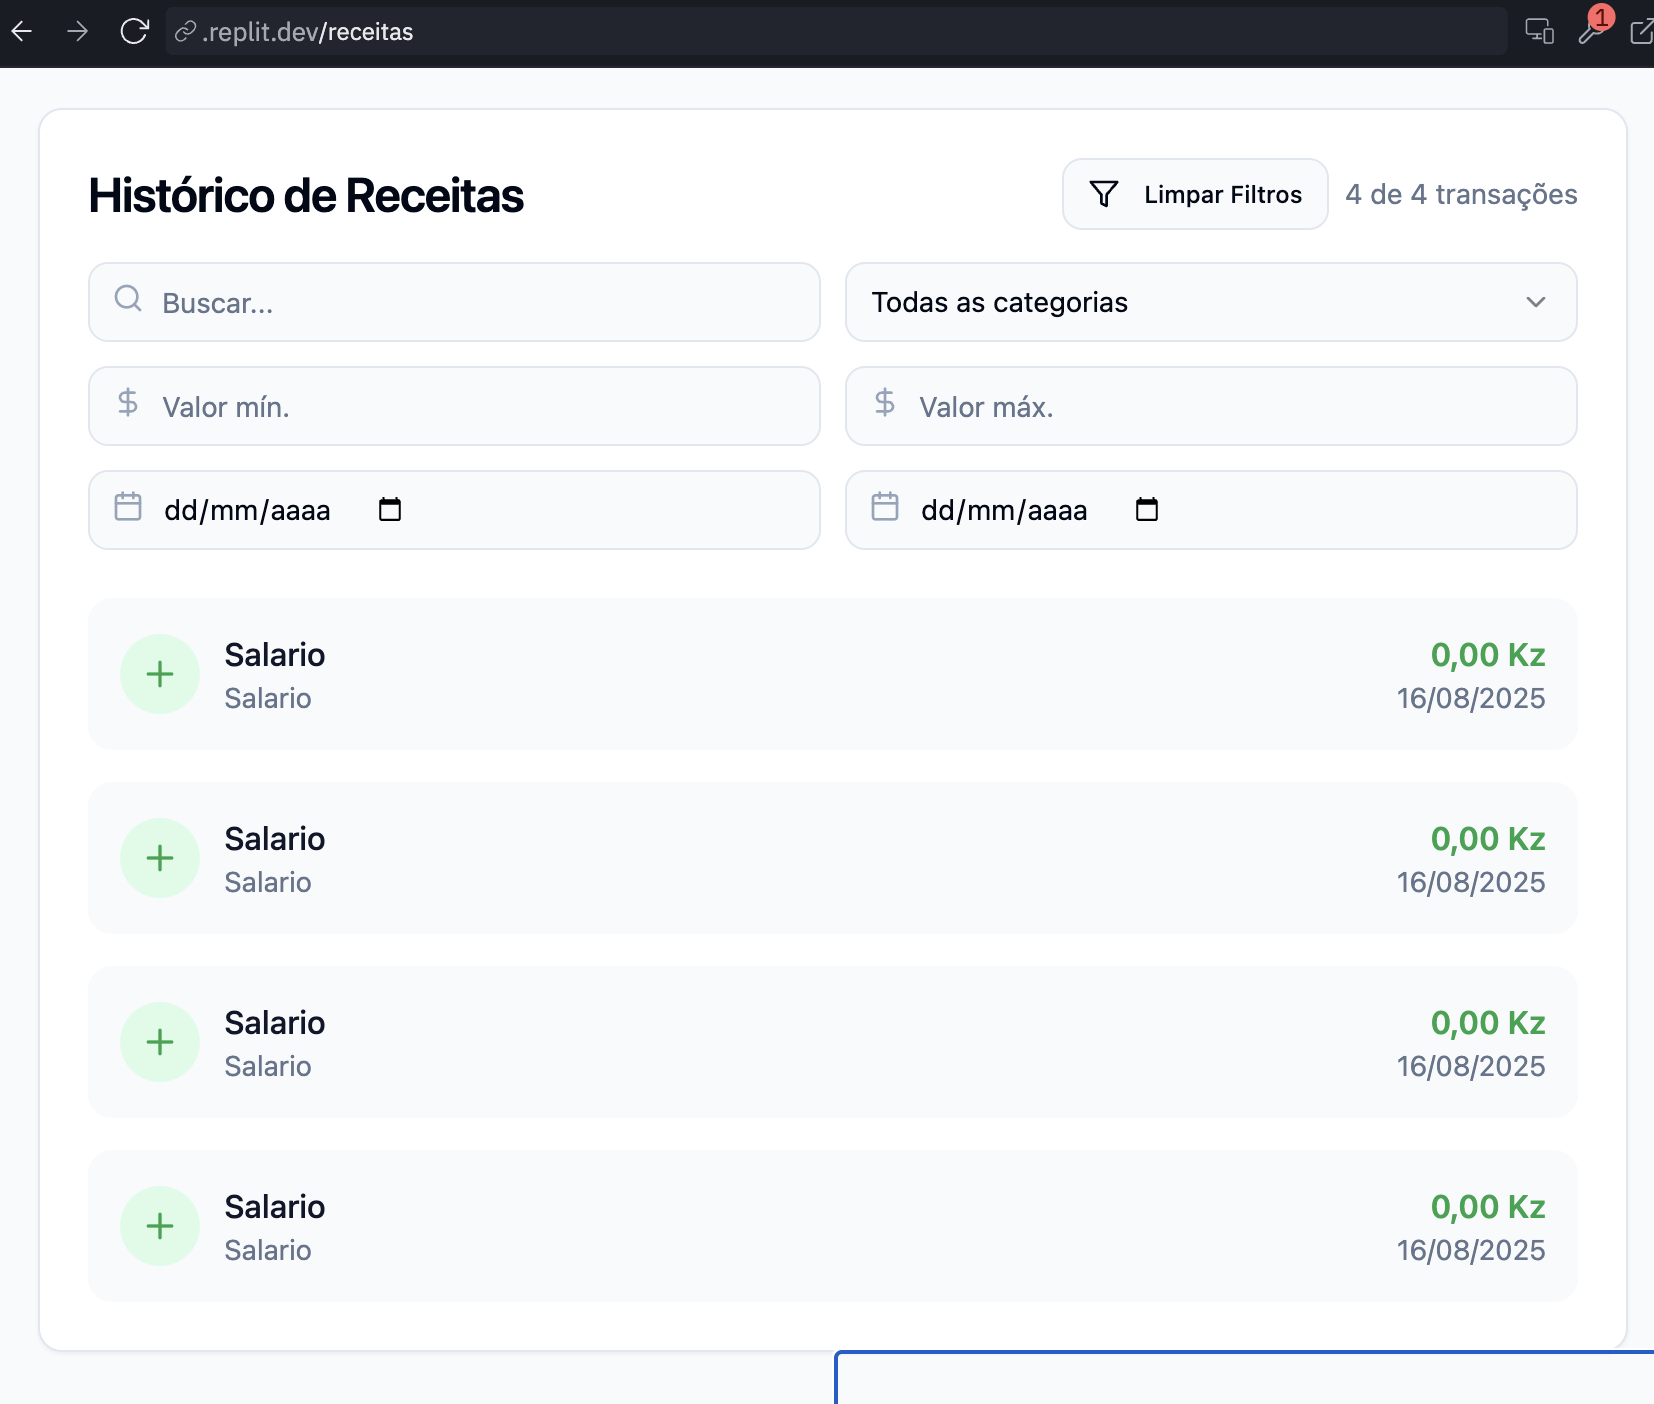 .replit.dev/receitas
1
Histórico de Receitas
Limpar Filtros
4 de 4 transações
Buscar...
Todas as categorias
$ Valor mín.
$ Valor máx.
dd/mm/aaaa
dd/mm/aaaa
Salario
0,00 Kz
Salario
16/08/2025
Salario
0,00 Kz
Salario
16/08/2025
Salario
0,00 Kz
Salario
16/08/2025
Salario
0,00 Kz
Salario
16/08/2025